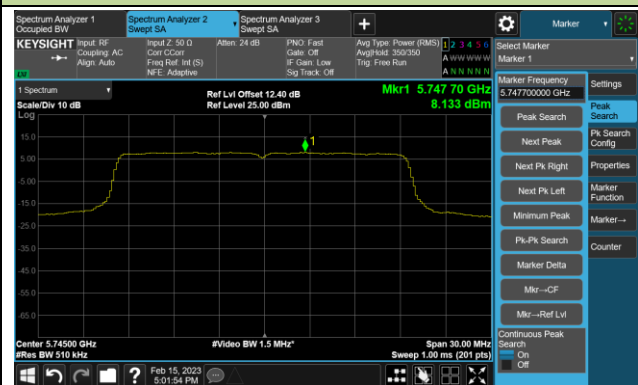 Spectrum Analyzer 1
Occupied BW
Spectrum Analyzer 2
Swept SA
Spectrum Analyzer 3
Swept SA
+
Marker
KEYSIGHT
LXI
Input: RF
Coupling: AC
Align: Auto
Input Z: 50 Ω
Corr CCorr
Freq Ref: Int (S)
NFE: Adaptive
Atten: 24 dB
PNO: Fast
Gate: Off
IF Gain: Low
Sig Track: Off
Avg Type: Power (RMS)
Avg|Hold: 350/350
Trig: Free Run
1 2 3 4 5 6
A W W W W W
A N N N N N
Select Marker
Marker 1
1 Spectrum
Scale/Div 10 dB
Log
Ref Lvl Offset 12.40 dB
Ref Level 25.00 dBm
Mkr1 5.747 70 GHz
8.133 dBm
15.0
5.00
-5.00
-15.0
-25.0
-35.0
-45.0
-55.0
-65.0
1
Center 5.74500 GHz
#Res BW 510 kHz
#Video BW 1.5 MHz*
Span 30.00 MHz
Sweep 1.00 ms (201 pts)
Marker Frequency
5.747700000 GHz
Peak Search
Next Peak
Next Pk Right
Next Pk Left
Minimum Peak
Pk-Pk Search
Marker Delta
Mkr→CF
Mkr→Ref Lvl
Continuous Peak
Search
On
Off
Settings
Peak
Search
Pk Search
Config
Properties
Marker
Function
Marker→
Counter
?
Feb 15, 2023
5:01:54 PM